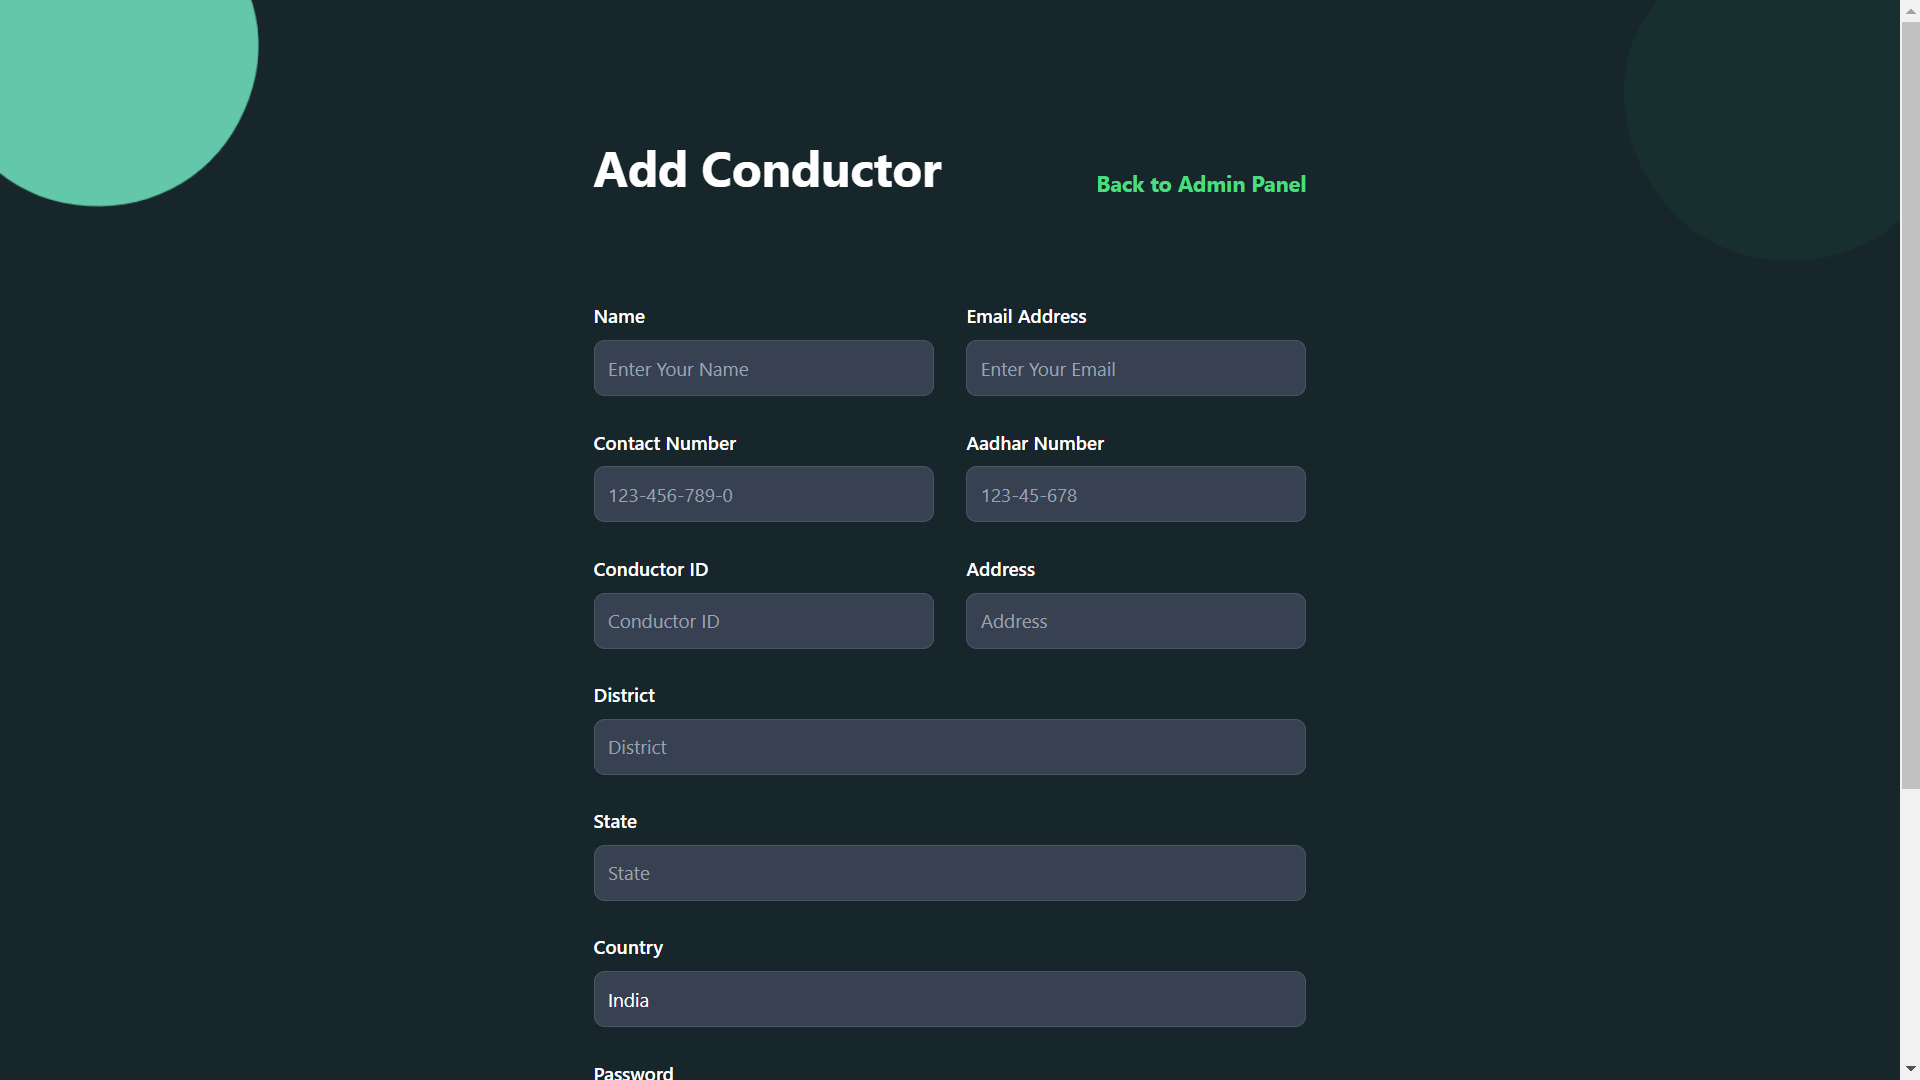 Add Conductor
Back to Admin Panel
Name
Email Address
Enter Your Name
Enter Your Email
Contact Number
Aadhar Number
123-456-789-0
123-45-678
Conductor ID
Address
Conductor ID
Address
District
District
State
State
Country
India
Password